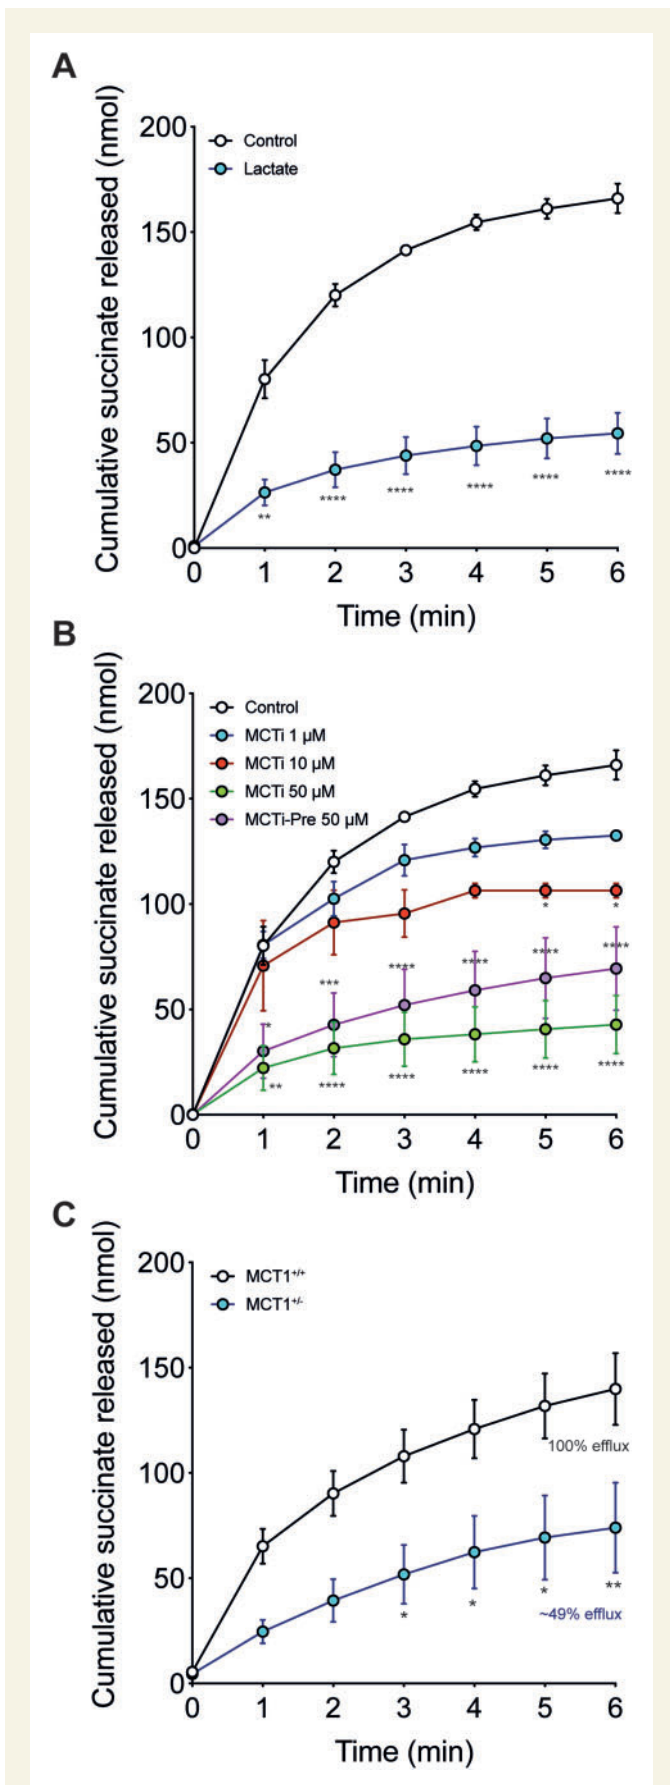 A
Cumulative succinate released (nmol)
200
150
100
50
0
Control
Lactate
**
****
****
****
****
****
0 1 2 3 4 5 6
Time (min)
B
Cumulative succinate released (nmol)
200
150
100
50
0
Control
MCTi 1 µM
MCTi 10 µM
MCTi 50 µM
MCTi-Pre 50 µM
* *
*
***
****
****
****
****
**
****
****
****
****
****
0 1 2 3 4 5 6
Time (min)
C
Cumulative succinate released (nmol)
200
150
100
50
0
MCT1+/+
MCT1+/-
100% efflux
*
*
*
**
~49% efflux
0 1 2 3 4 5 6
Time (min)